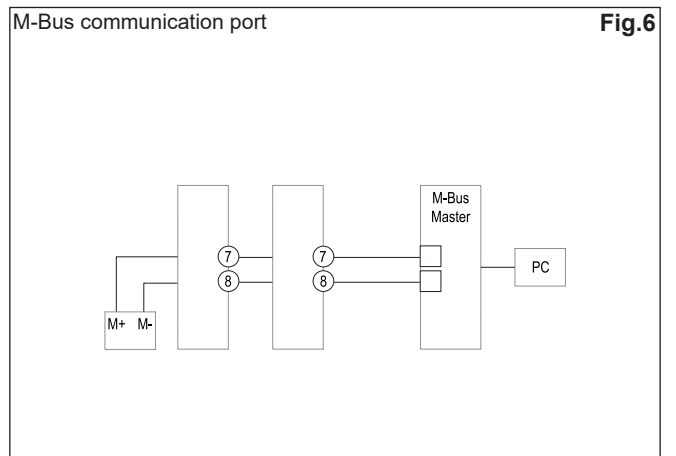 M-Bus communication port
Fig.6
M-Bus
Master
7
7
8
8
PC
M+ M-